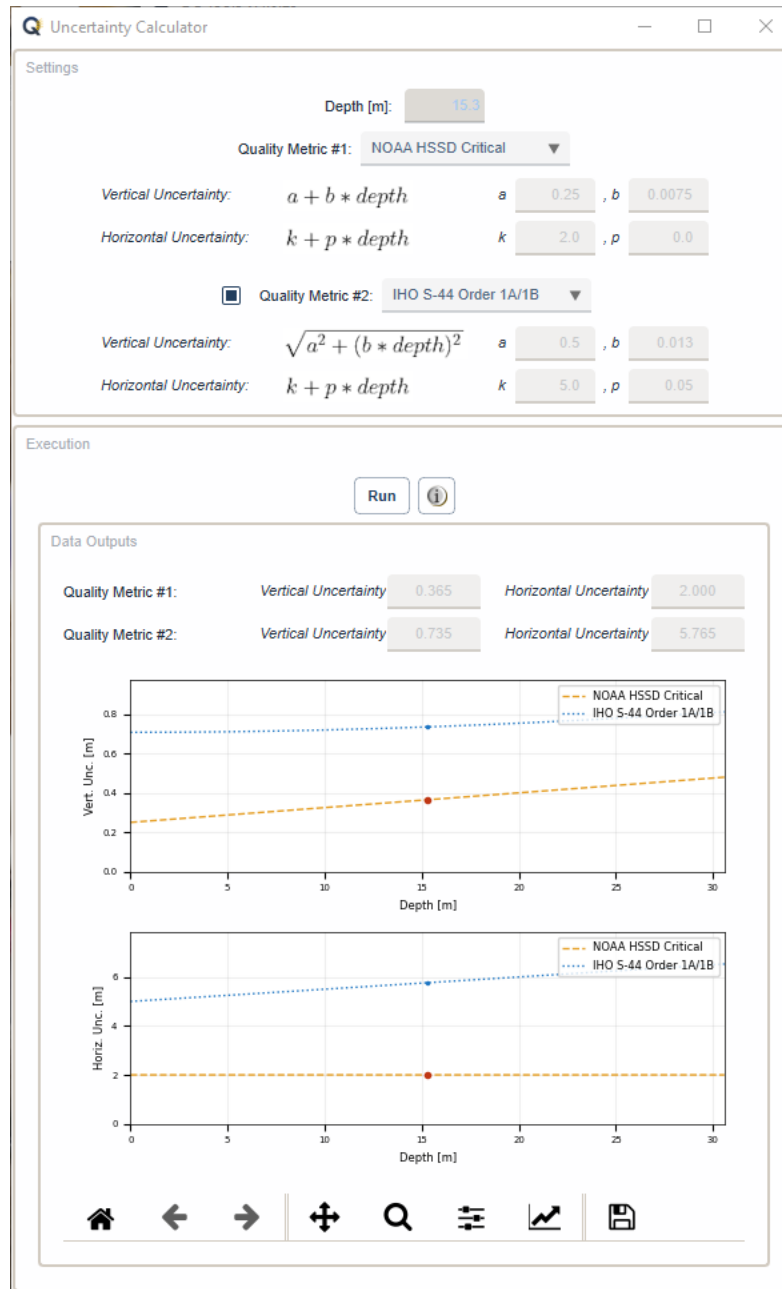 Uncertainty Calculator
Settings
Depth [m]: 15.3
Quality Metric #1: NOAA HSSD Critical
Vertical Uncertainty: a + b * depth a 0.25 , b 0.0075
Horizontal Uncertainty: k + p * depth k 2.0 , p 0.0
Quality Metric #2: IHO S-44 Order 1A/1B
Vertical Uncertainty: √a² + (b * depth)² a 0.5 , b 0.013
Horizontal Uncertainty: k + p * depth k 5.0 , p 0.05
Execution
Run
Data Outputs
Quality Metric #1: Vertical Uncertainty 0.365 Horizontal Uncertainty 2.000
Quality Metric #2: Vertical Uncertainty 0.735 Horizontal Uncertainty 5.765
NOAA HSSD Critical
IHO S-44 Order 1A/1B
Vert. Unc. [m]
0.8
0.6
0.4
0.2
0.0
0 5 10 15 20 25 30
Depth [m]
NOAA HSSD Critical
IHO S-44 Order 1A/1B
Horiz. Unc. [m]
6
4
2
0
0 5 10 15 20 25 30
Depth [m]